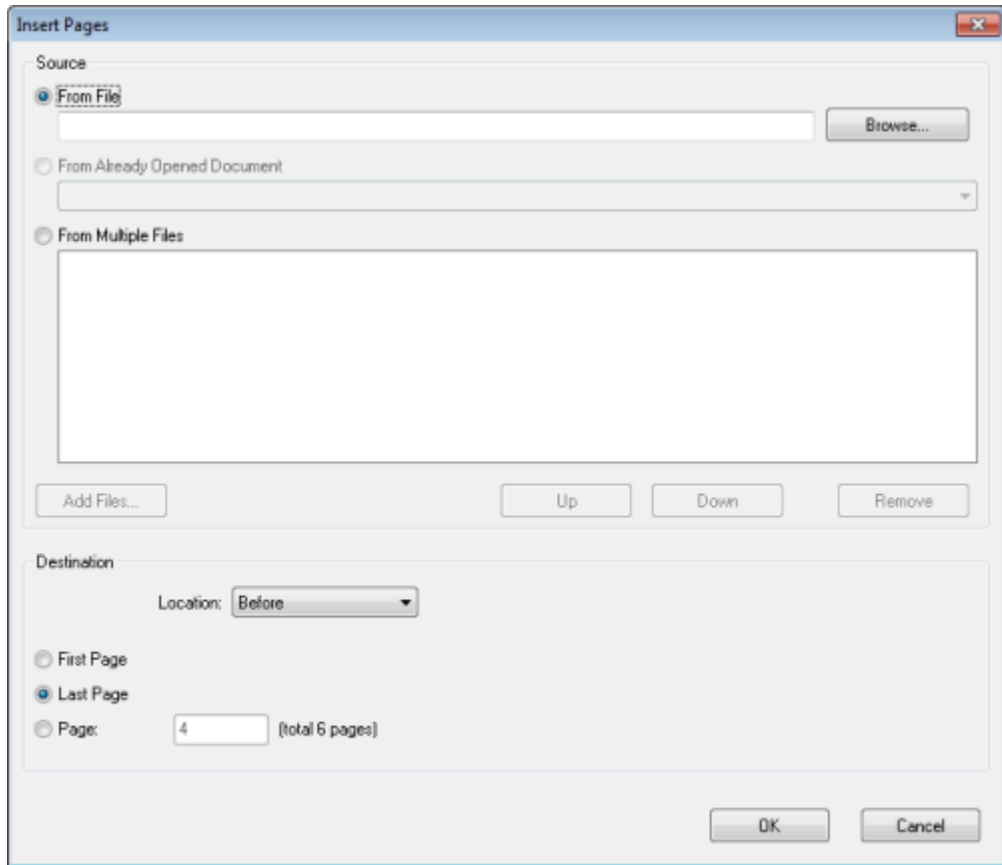 Insert Pages
Source
From File
Browse...
From Already Opened Document
From Multiple Files
Add Files... Up Down Remove
Destination
Location: Before
First Page
Last Page
Page: 4 (total 6 pages)
OK Cancel